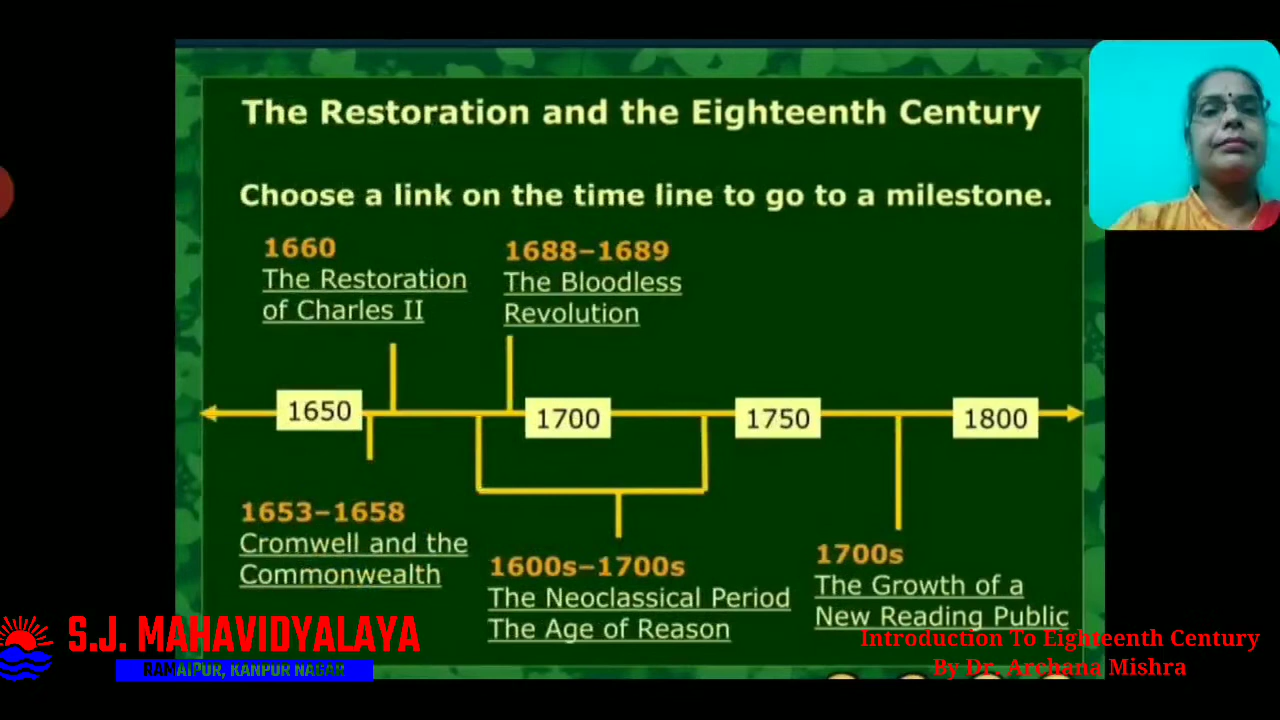 The Restoration and the Eighteenth Century
Choose a link on the time line to go to a milestone.
1660
The Restoration
of Charles II
1688–1689
The Bloodless
Revolution
1650
1700
1750
1800
1653–1658
Cromwell and the
Commonwealth
1600s–1700s
The Neoclassical Period
The Age of Reason
1700s
The Growth of a
New Reading Public
S.J. MAHAVIDYALAYA
RAMAIPUR, KANPUR NAGAR
Introduction To Eighteenth Century
By Dr. Archana Mishra